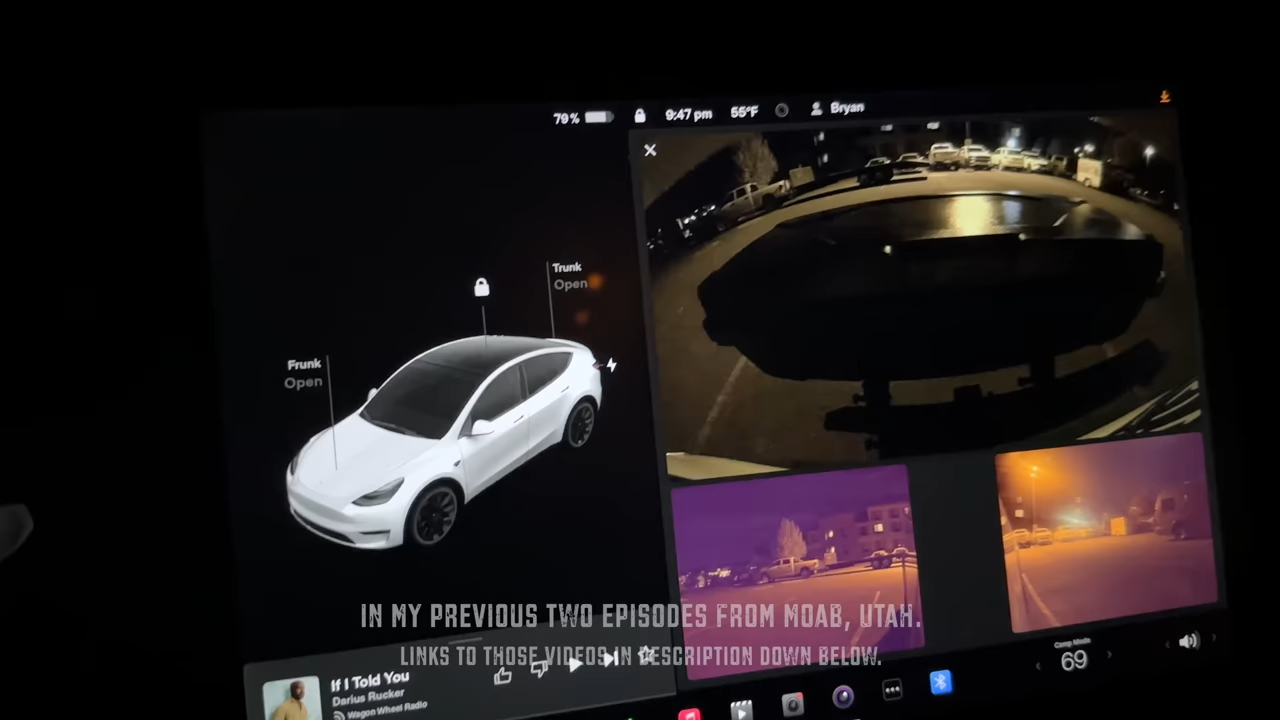 79%
9:47 pm
55°F
Bryan
Trunk
Open
Frunk
Open
IN MY PREVIOUS TWO EPISODES FROM MOAB, UTAH.
LINKS TO THOSE VIDEOS IN DESCRIPTION DOWN BELOW.
If I Told You
Darius Rucker
Wagon Wheel Radio
Camp Mode
69